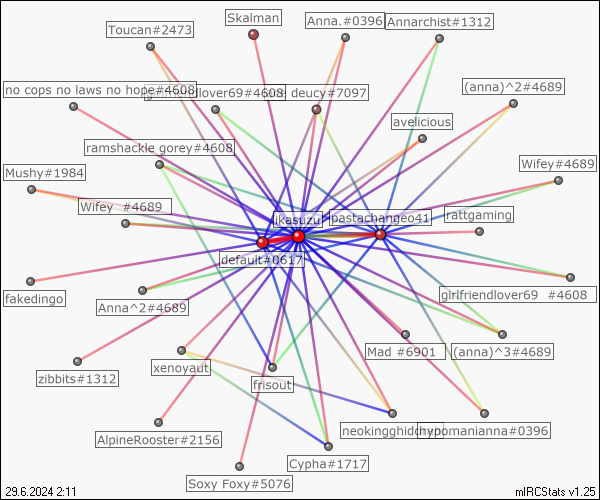 Skalman
Toucan#2473
Anna.#0396
Annarchist#1312
no cops no laws no hope#4608
girlfriendlover69#4608
deucy#7097
(anna)^2#4689
avelicious
ramshackle gorey#4608
Mushy#1984
Wifey#4689
Wifey  #4689
ikasuzu
pastachangeo41
rattgaming
default#0617
fakedingo
Anna^2#4689
girlfriendlover69  #4608
Mad #6901
(anna)^3#4689
xenoyaut
zibbits#1312
frisout
neokingghidorah
hypomanianna#0396
AlpineRooster#2156
Cypha#1717
Soxy Foxy#5076
29.6.2024 2:11
mIRCStats v1.25